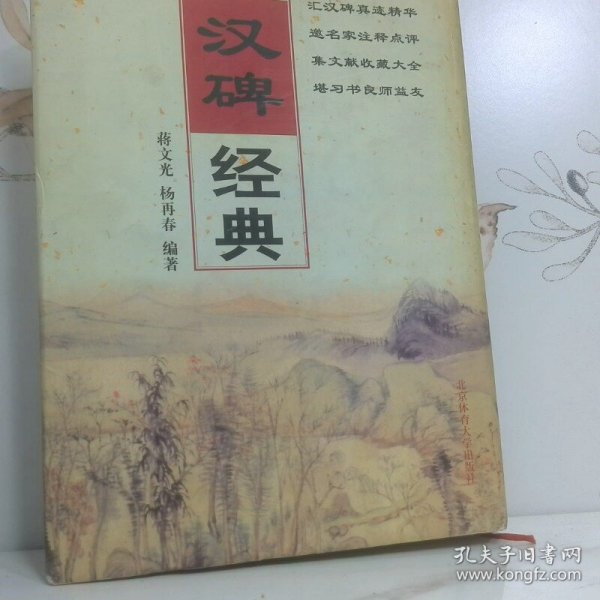 汇汉碑真迹精华
邀名家注释点评
集文献收藏大全
堪习书良师益友
汉碑
经典
蒋文光 杨再春 编著
北京体育大学出版社
孔夫子旧书网
www.kongfz.com